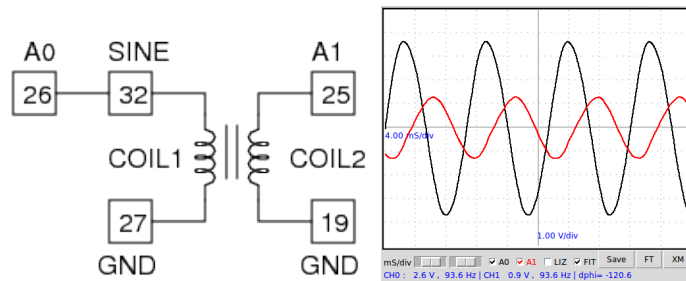 A0 SINE A1
26 32 25
COIL1 COIL2
27 19
GND GND
4.00 mS/div
1.00 V/div
mS/div A0 A1 LIZ FIT Save FT XM
CH0 : 2.6 V , 93.6 Hz | CH1 0.9 V , 93.6 Hz | dphi= -120.6